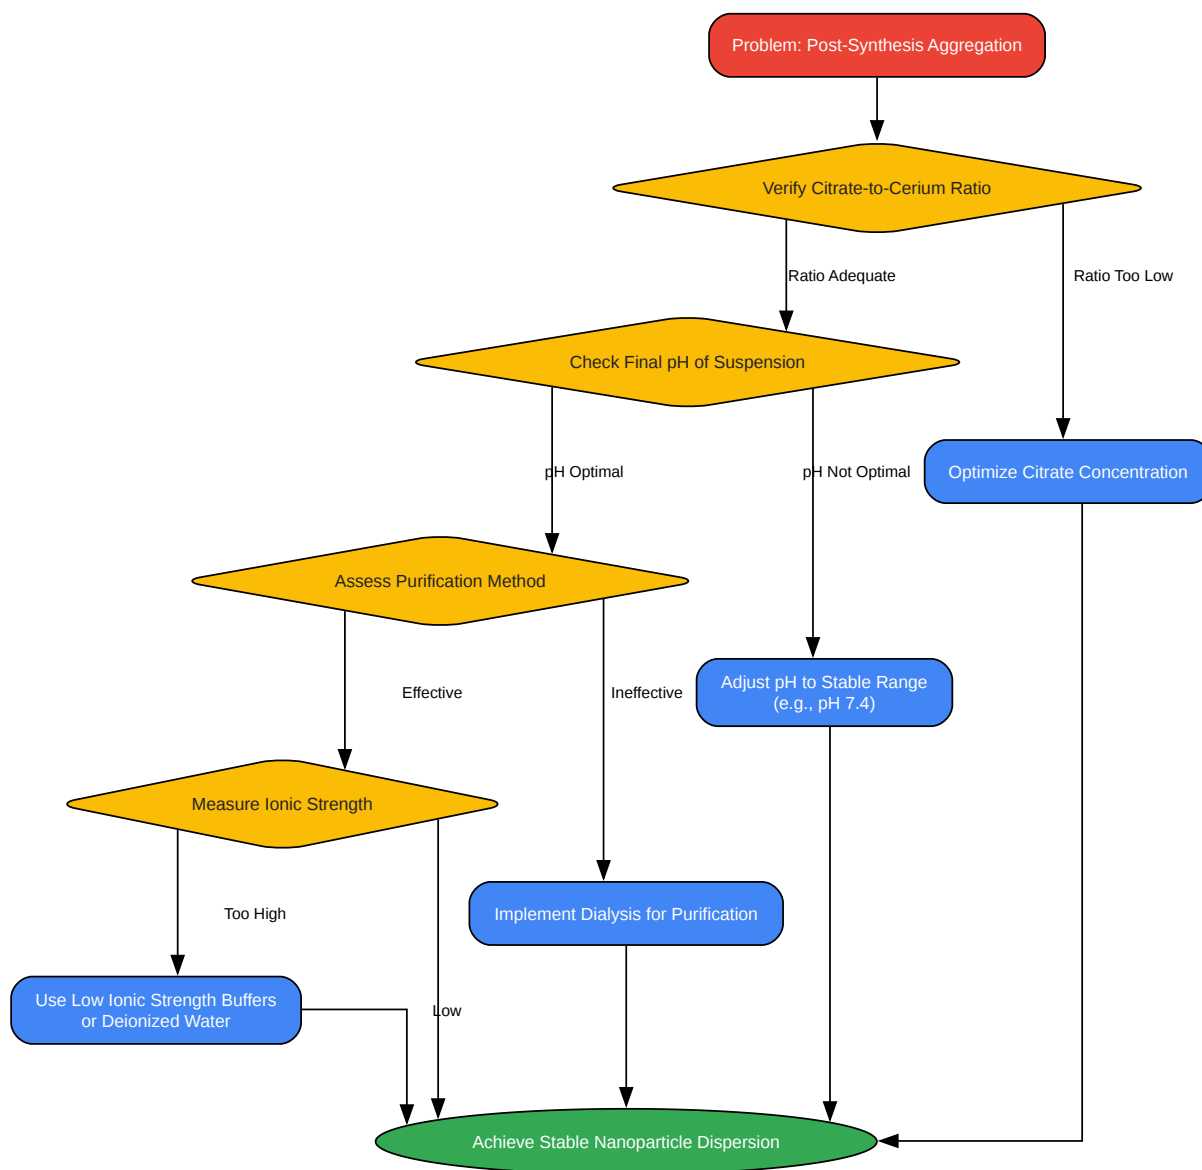 Problem: Post-Synthesis Aggregation
Verify Citrate-to-Cerium Ratio
Ratio Adequate
Ratio Too Low
Check Final pH of Suspension
pH Optimal
pH Not Optimal
Optimize Citrate Concentration
Assess Purification Method
Effective
Ineffective
Adjust pH to Stable Range
(e.g., pH 7.4)
Measure Ionic Strength
Too High
Implement Dialysis for Purification
Use Low Ionic Strength Buffers
or Deionized Water
Low
Achieve Stable Nanoparticle Dispersion